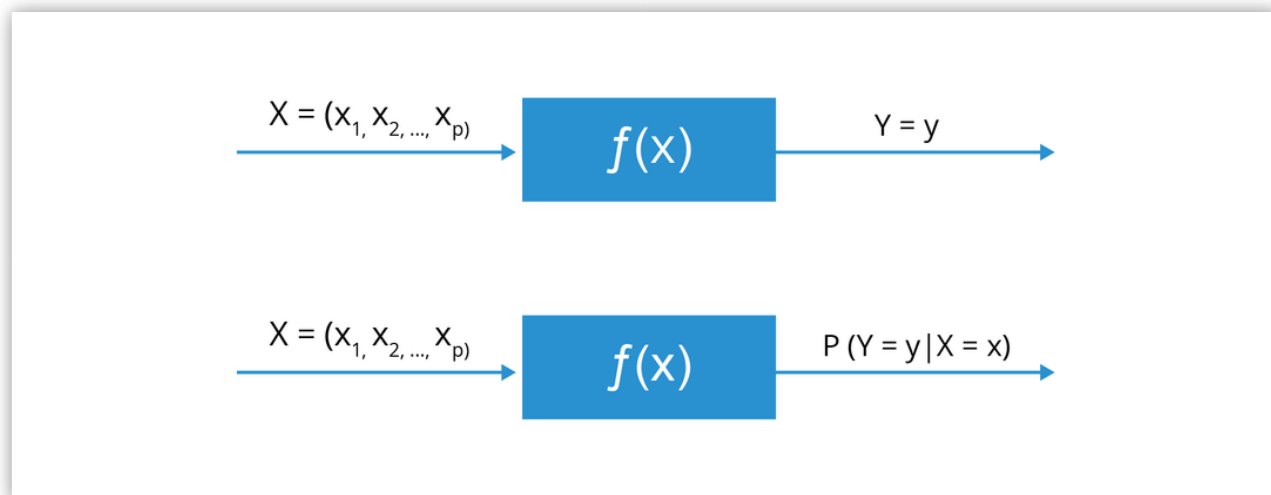 X = (x1, x2, ..., xp)
Y = y
f(x)
X = (x1, x2, ..., xp)
P (Y = y|X = x)
f(x)